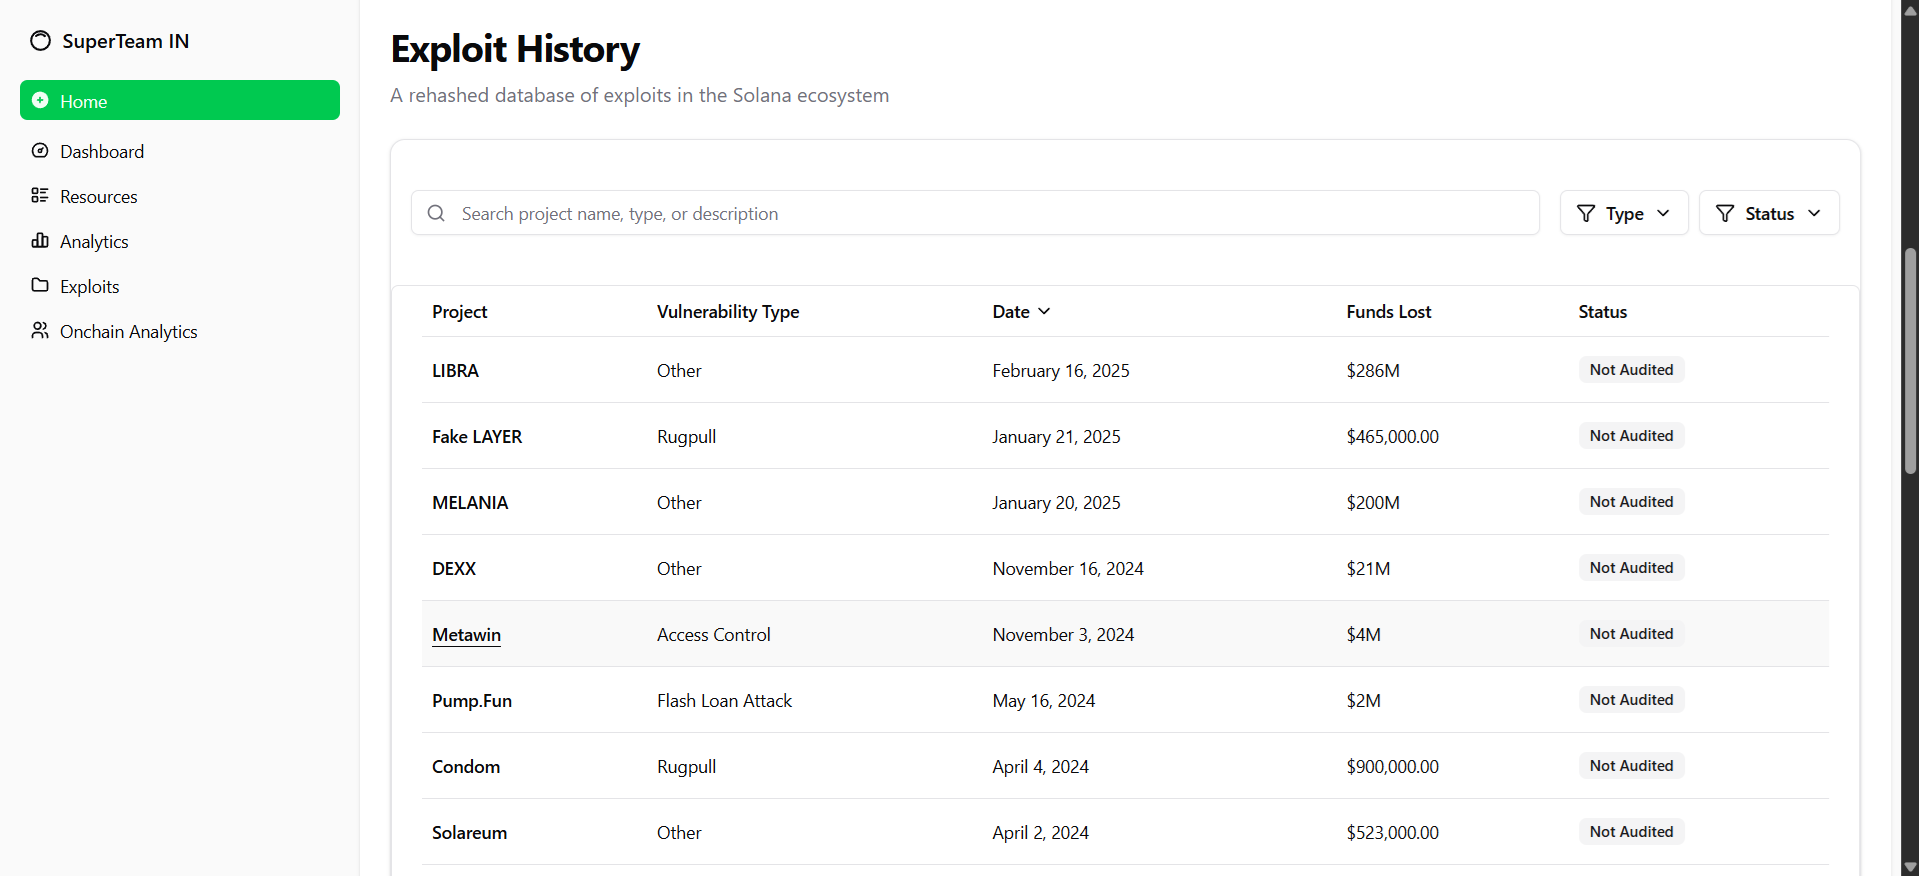 SuperTeam IN
Home
Dashboard
Resources
Analytics
Exploits
Onchain Analytics
Exploit History
A rehashed database of exploits in the Solana ecosystem
Search project name, type, or description
Type
Status
Project Vulnerability Type Date Funds Lost Status
LIBRA Other February 16, 2025 $286M Not Audited
Fake LAYER Rugpull January 21, 2025 $465,000.00 Not Audited
MELANIA Other January 20, 2025 $200M Not Audited
DEXX Other November 16, 2024 $21M Not Audited
Metawin Access Control November 3, 2024 $4M Not Audited
Pump.Fun Flash Loan Attack May 16, 2024 $2M Not Audited
Condom Rugpull April 4, 2024 $900,000.00 Not Audited
Solareum Other April 2, 2024 $523,000.00 Not Audited